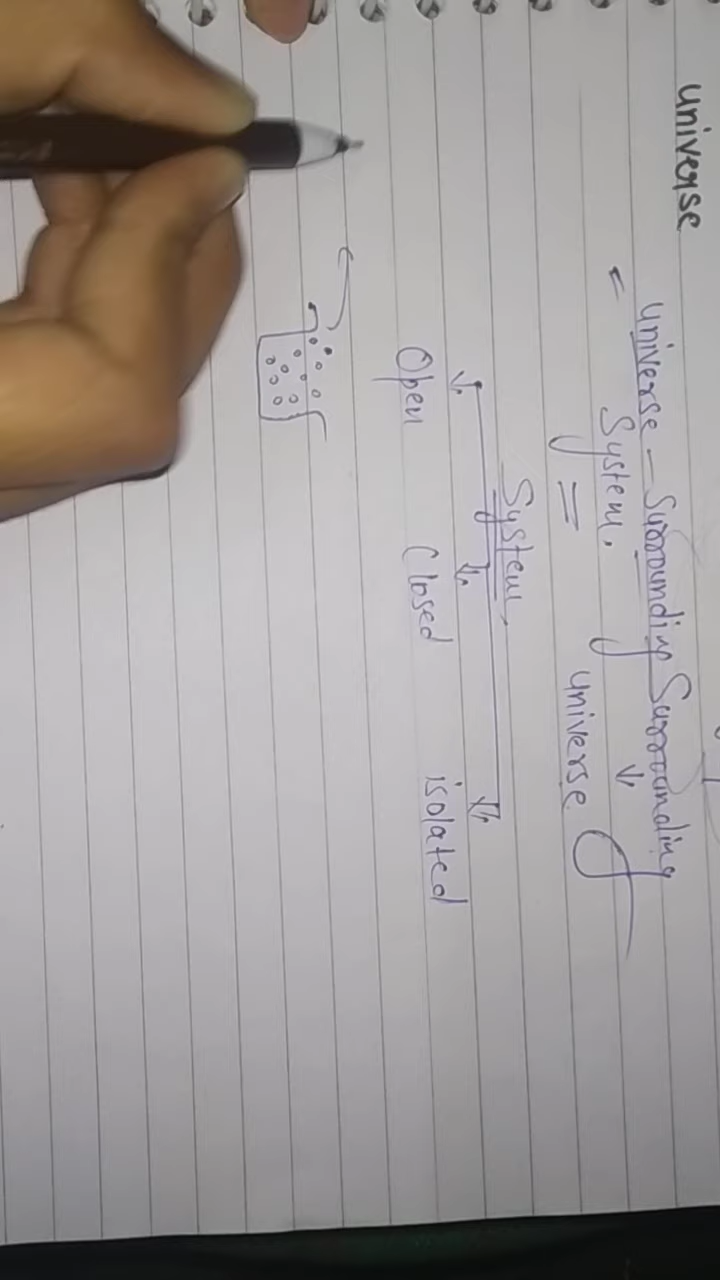 universe
universe - Surrounding Surrounding
= System.
= universe
System.
Open Closed isolated